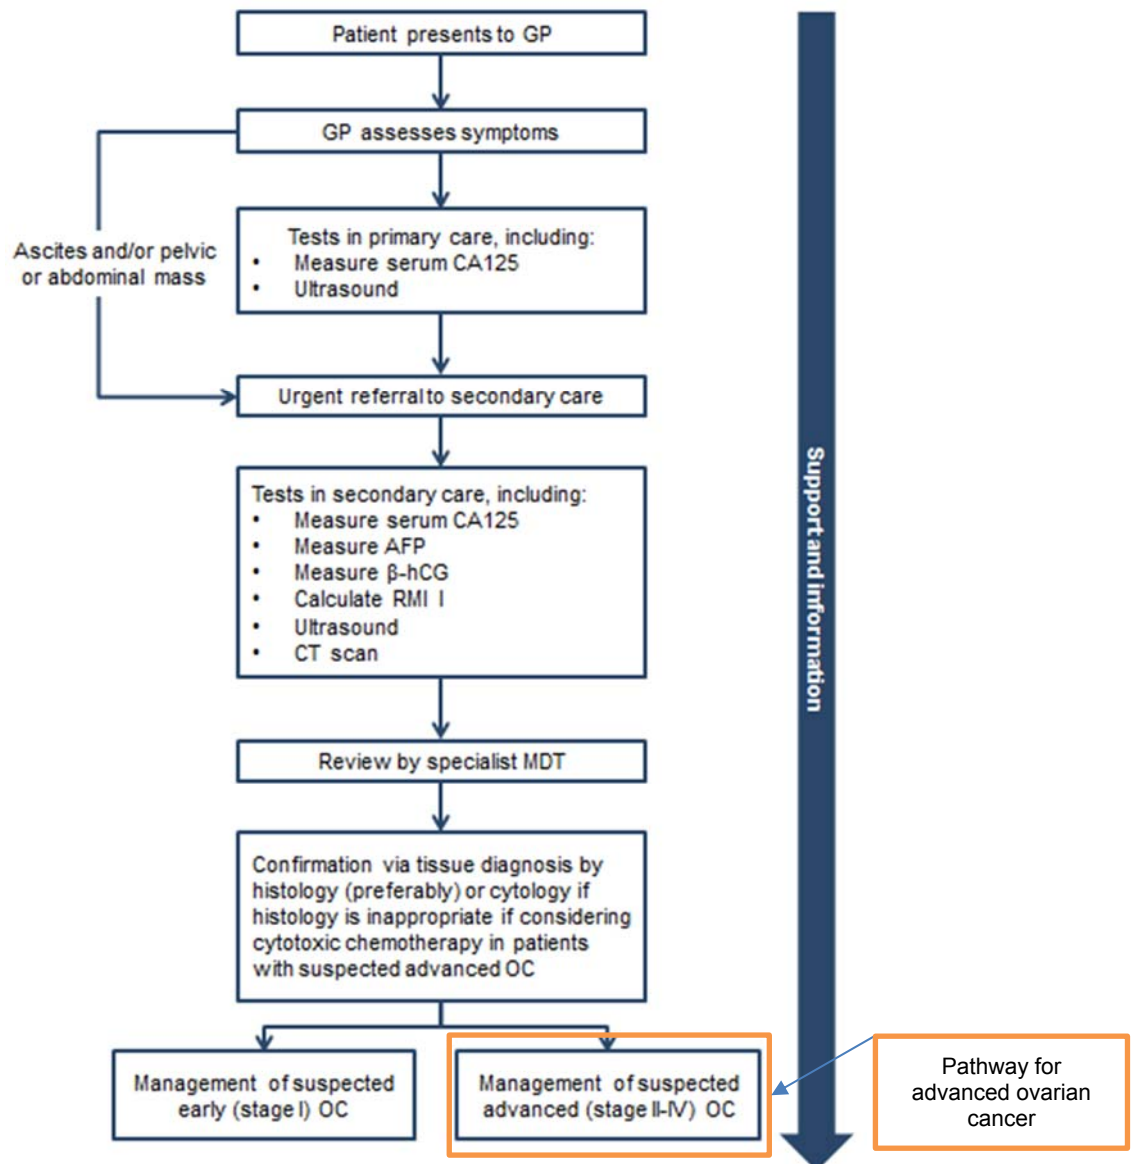 Patient presents to GP
GP assesses symptoms
Ascites and/or pelvic
or abdominal mass
Tests in primary care, including:
• Measure serum CA125
• Ultrasound
Urgent referral to secondary care
Tests in secondary care, including:
• Measure serum CA125
• Measure AFP
• Measure β-hCG
• Calculate RMI I
• Ultrasound
• CT scan
Review by specialist MDT
Confirmation via tissue diagnosis by
histology (preferably) or cytology if
histology is inappropriate if considering
cytotoxic chemotherapy in patients
with suspected advanced OC
Management of suspected
early (stage I) OC
Management of suspected
advanced (stage II-IV) OC
Pathway for
advanced ovarian
cancer
Support and information